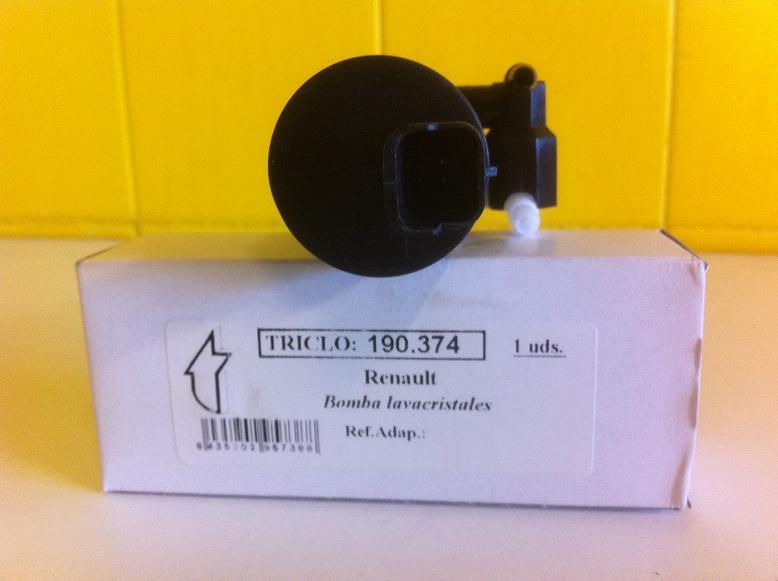 TRICLO: 190.374 1 uds.
Renault
Bomba lavacristales
Ref.Adap.: